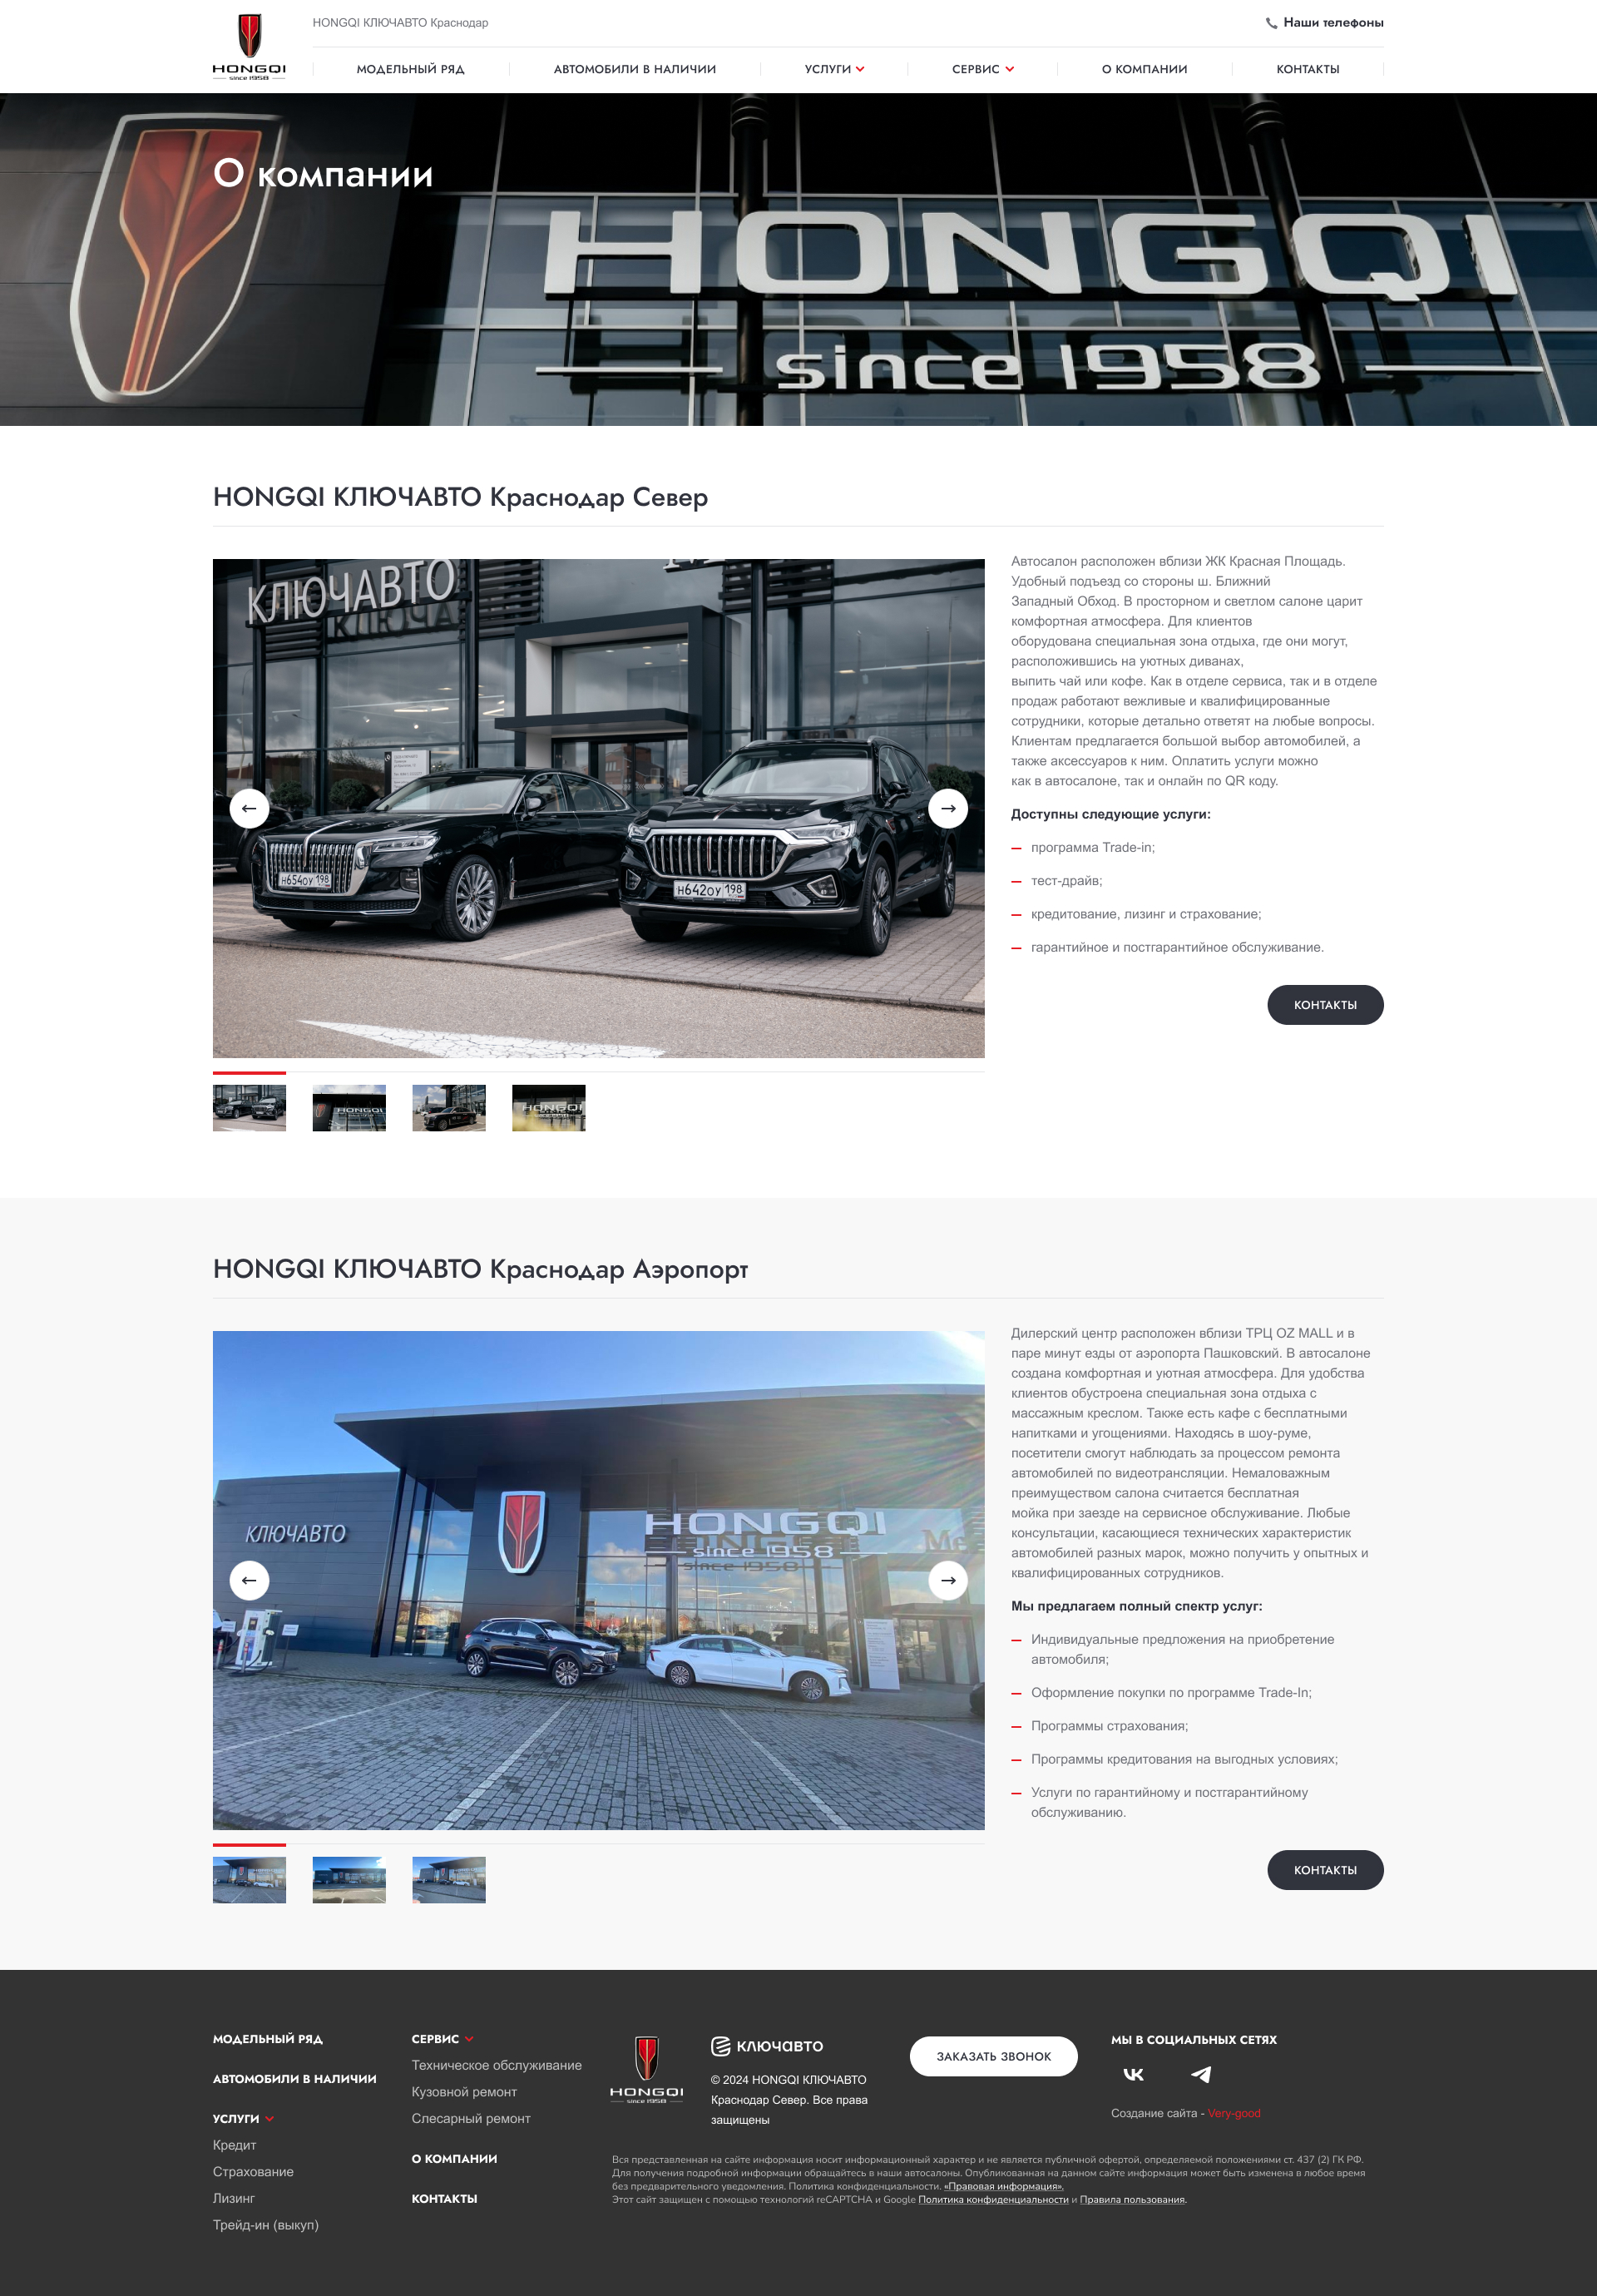 HONGQI
since 1958
HONGQI КЛЮЧАВТО Краснодар
Наши телефоны
МОДЕЛЬНЫЙ РЯД
АВТОМОБИЛИ В НАЛИЧИИ
УСЛУГИ
СЕРВИС
О КОМПАНИИ
КОНТАКТЫ
О компании
HONGQI
since 1958
HONGQI КЛЮЧАВТО Краснодар Север
КЛЮЧАВТО
Н654ОУ 198
Н642ОУ 198
Автосалон расположен вблизи ЖК Красная Площадь.
Удобный подъезд со стороны ш. Ближний
Западный Обход. В просторном и светлом салоне царит
комфортная атмосфера. Для клиентов
оборудована специальная зона отдыха, где они могут,
расположившись на уютных диванах,
выпить чай или кофе. Как в отделе сервиса, так и в отделе
продаж работают вежливые и квалифицированные
сотрудники, которые детально ответят на любые вопросы.
Клиентам предлагается большой выбор автомобилей, а
также аксессуаров к ним. Оплатить услуги можно
как в автосалоне, так и онлайн по QR коду.
Доступны следующие услуги:
программа Trade-in;
тест-драйв;
кредитование, лизинг и страхование;
гарантийное и постгарантийное обслуживание.
КОНТАКТЫ
HONGQI
HONGQI
HONGQI КЛЮЧАВТО Краснодар Аэропорт
КЛЮЧАВТО
HONGQI
since 1958
Дилерский центр расположен вблизи ТРЦ OZ MALL и в
паре минут езды от аэропорта Пашковский. В автосалоне
создана комфортная и уютная атмосфера. Для удобства
клиентов обустроена специальная зона отдыха с
массажным креслом. Также есть кафе с бесплатными
напитками и угощениями. Находясь в шоу-руме,
посетители смогут наблюдать за процессом ремонта
автомобилей по видеотрансляции. Немаловажным
преимуществом салона считается бесплатная
мойка при заезде на сервисное обслуживание. Любые
консультации, касающиеся технических характеристик
автомобилей разных марок, можно получить у опытных и
квалифицированных сотрудников.
Мы предлагаем полный спектр услуг:
Индивидуальные предложения на приобретение
автомобиля;
Оформление покупки по программе Trade-In;
Программы страхования;
Программы кредитования на выгодных условиях;
Услуги по гарантийному и постгарантийному
обслуживанию.
КОНТАКТЫ
МОДЕЛЬНЫЙ РЯД
АВТОМОБИЛИ В НАЛИЧИИ
УСЛУГИ
Кредит
Страхование
Лизинг
Трейд-ин (выкуп)
СЕРВИС
Техническое обслуживание
Кузовной ремонт
Слесарный ремонт
О КОМПАНИИ
КОНТАКТЫ
HONGQI
since 1958
КЛЮЧАВТО
© 2024 HONGQI КЛЮЧАВТО
Краснодар Север. Все права
защищены
ЗАКАЗАТЬ ЗВОНОК
МЫ В СОЦИАЛЬНЫХ СЕТЯХ
Создание сайта - Very-good
Вся представленная на сайте информация носит информационный характер и не является публичной офертой, определяемой положениями ст. 437 (2) ГК РФ.
Для получения подробной информации обращайтесь в наши автосалоны. Опубликованная на данном сайте информация может быть изменена в любое время
без предварительного уведомления. Политика конфиденциальности. «Правовая информация».
Этот сайт защищен с помощью технологий reCAPTCHA и Google Политика конфиденциальности и Правила пользования.